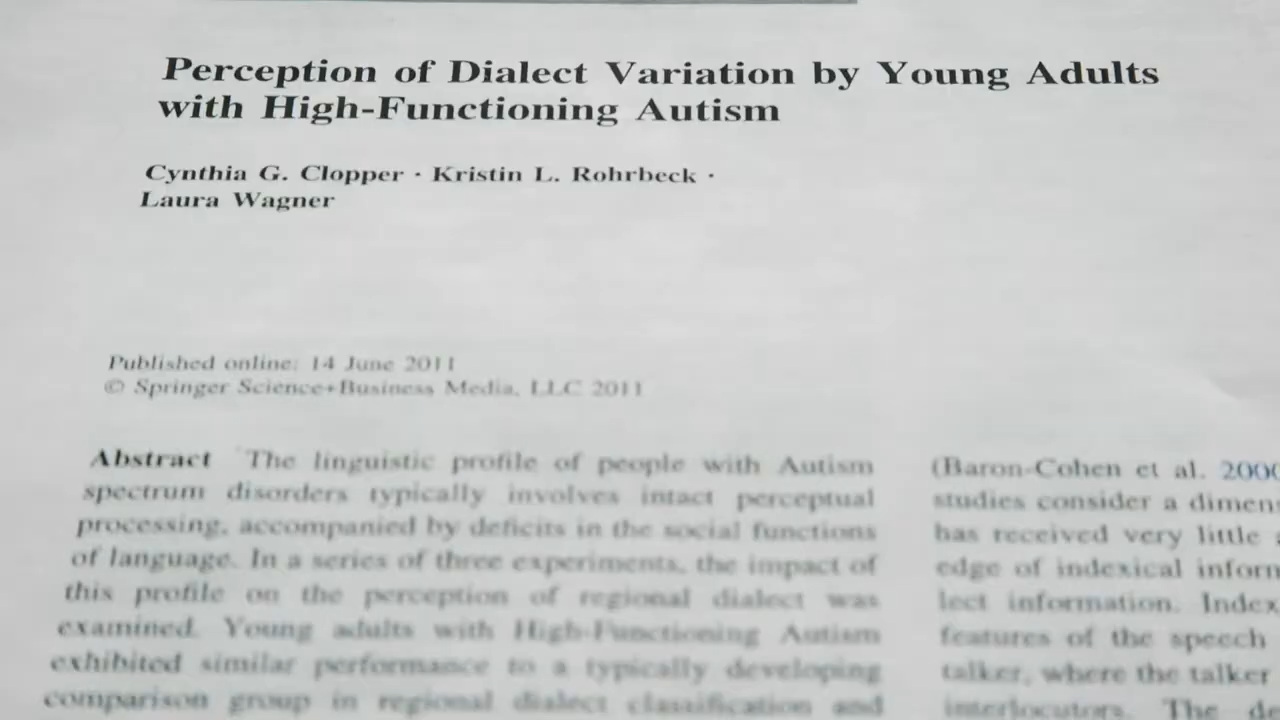 Perception of Dialect Variation by Young Adults
with High-Functioning Autism
Cynthia G. Clopper · Kristin L. Rohrbeck ·
Laura Wagner
Published online: 14 June 2011
© Springer Science+Business Media, LLC 2011
Abstract The linguistic profile of people with Autism
spectrum disorders typically involves intact perceptual
processing, accompanied by deficits in the social functions
of language. In a series of three experiments, the impact of
this profile on the perception of regional dialect was
examined. Young adults with High-Functioning Autism
exhibited similar performance to a typically developing
comparison group in regional dialect classification and
(Baron-Cohen et al. 200
studies consider a dimen
has received very little
edge of indexical inform
lect information. Index
features of the speech
talker, where the talker
interlocutors. The de